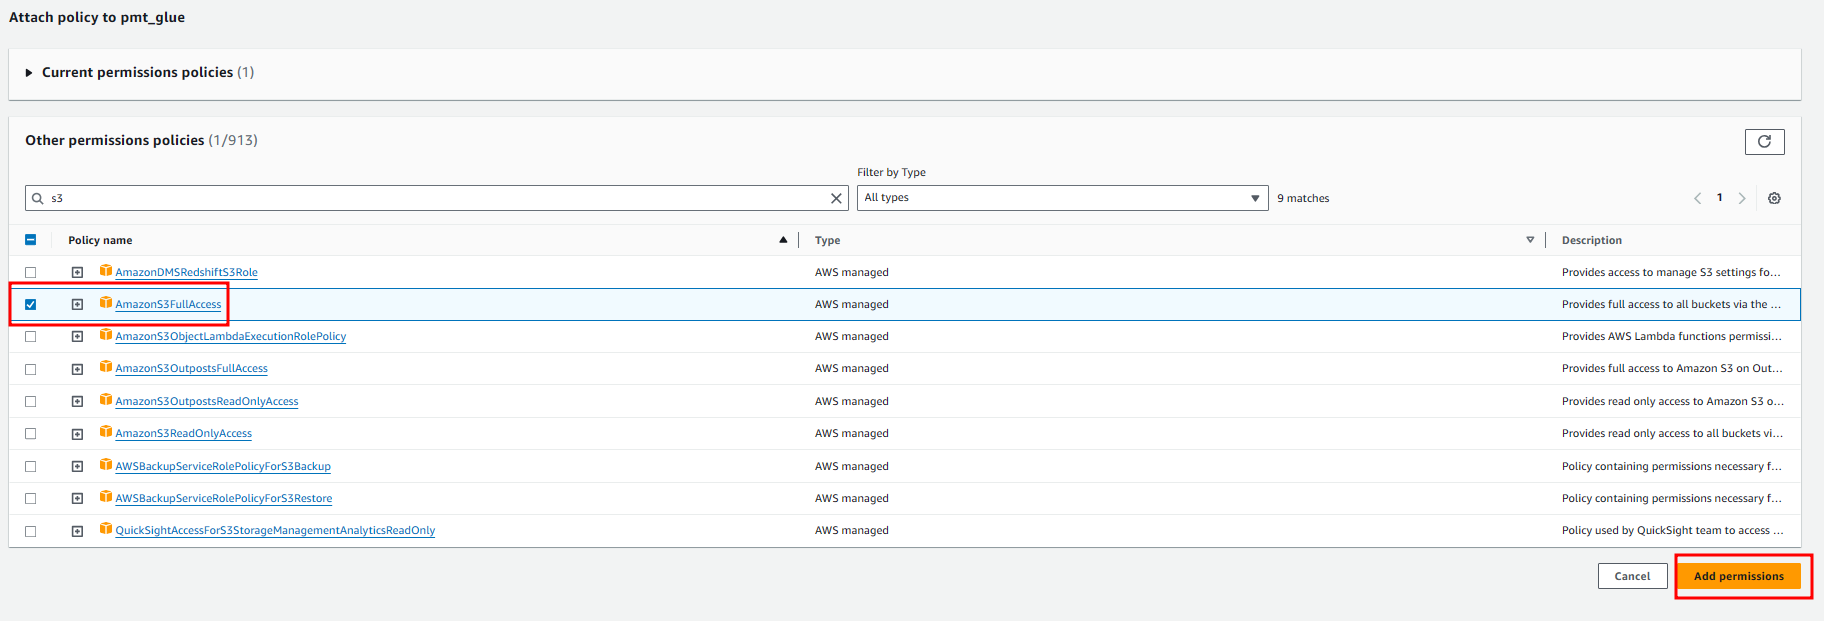 Attach policy to pmt_glue
Current permissions policies (1)
Other permissions policies (1/913)
Filter by Type
s3
All types
9 matches
1
Policy name
Type
Description
AmazonDMSRedshiftS3Role
AWS managed
Provides access to manage S3 settings fo...
AmazonS3FullAccess
AWS managed
Provides full access to all buckets via the ...
AmazonS3ObjectLambdaExecutionRolePolicy
AWS managed
Provides AWS Lambda functions permissi...
AmazonS3OutpostsFullAccess
AWS managed
Provides full access to Amazon S3 on Out...
AmazonS3OutpostsReadOnlyAccess
AWS managed
Provides read only access to Amazon S3 o...
AmazonS3ReadOnlyAccess
AWS managed
Provides read only access to all buckets vi...
AWSBackupServiceRolePolicyForS3Backup
AWS managed
Policy containing permissions necessary f...
AWSBackupServiceRolePolicyForS3Restore
AWS managed
Policy containing permissions necessary f...
QuickSightAccessForS3StorageManagementAnalyticsReadOnly
AWS managed
Policy used by QuickSight team to access ...
Cancel
Add permissions